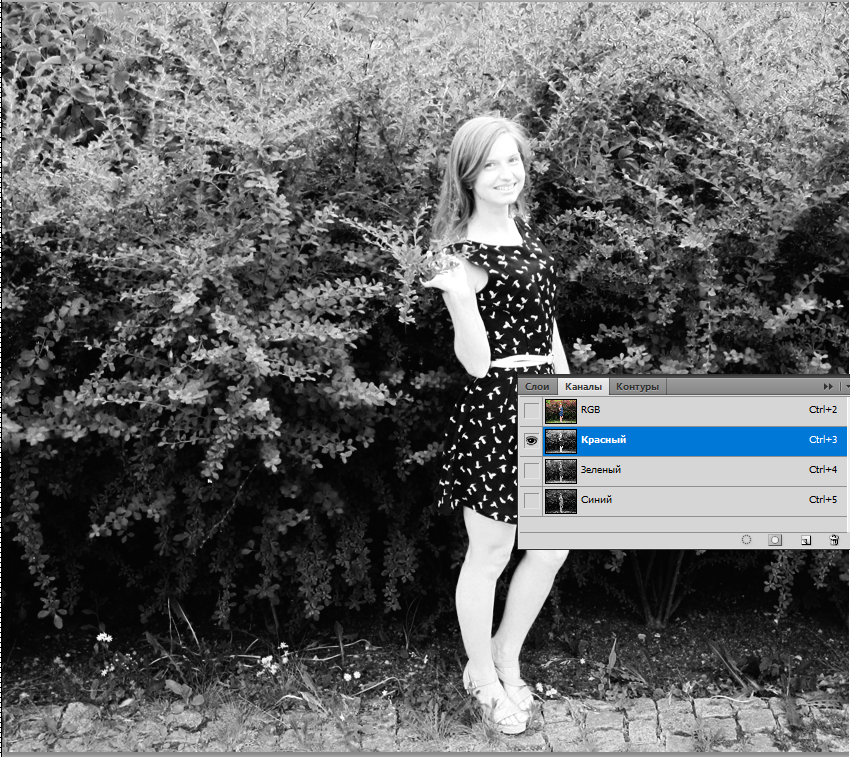 Слои Каналы Контуры
RGB Ctrl+2
Красный Ctrl+3
Зеленый Ctrl+4
Синий Ctrl+5